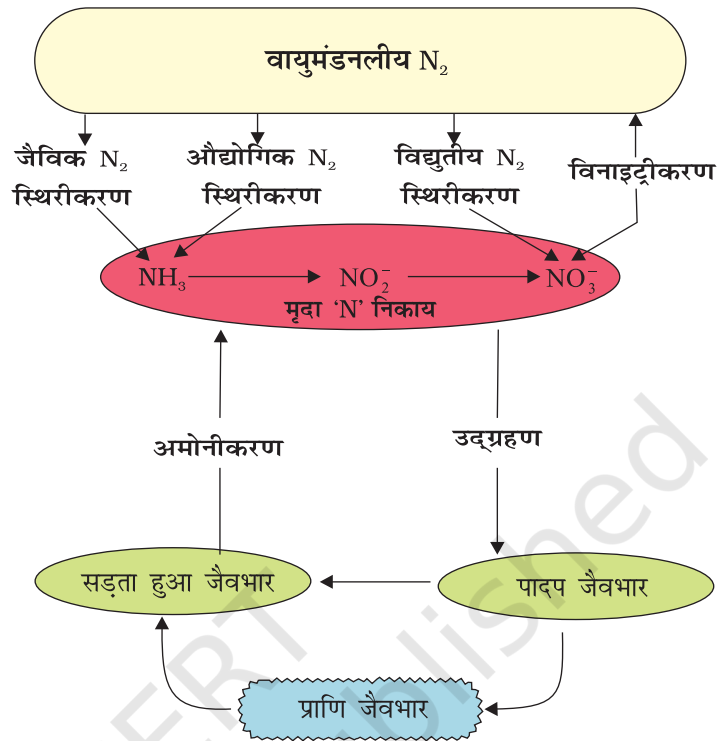 वायुमंडनलीय N₂
जैविक N₂
स्थिरीकरण
औद्योगिक N₂
स्थिरीकरण
विद्युतीय N₂
स्थिरीकरण
विनाइट्रीकरण
NH₃ NO₂⁻ NO₃⁻
मृदा ‘N’ निकाय
अमोनीकरण
उद्ग्रहण
सड़ता हुआ जैवभार
पादप जैवभार
प्राणि जैवभार